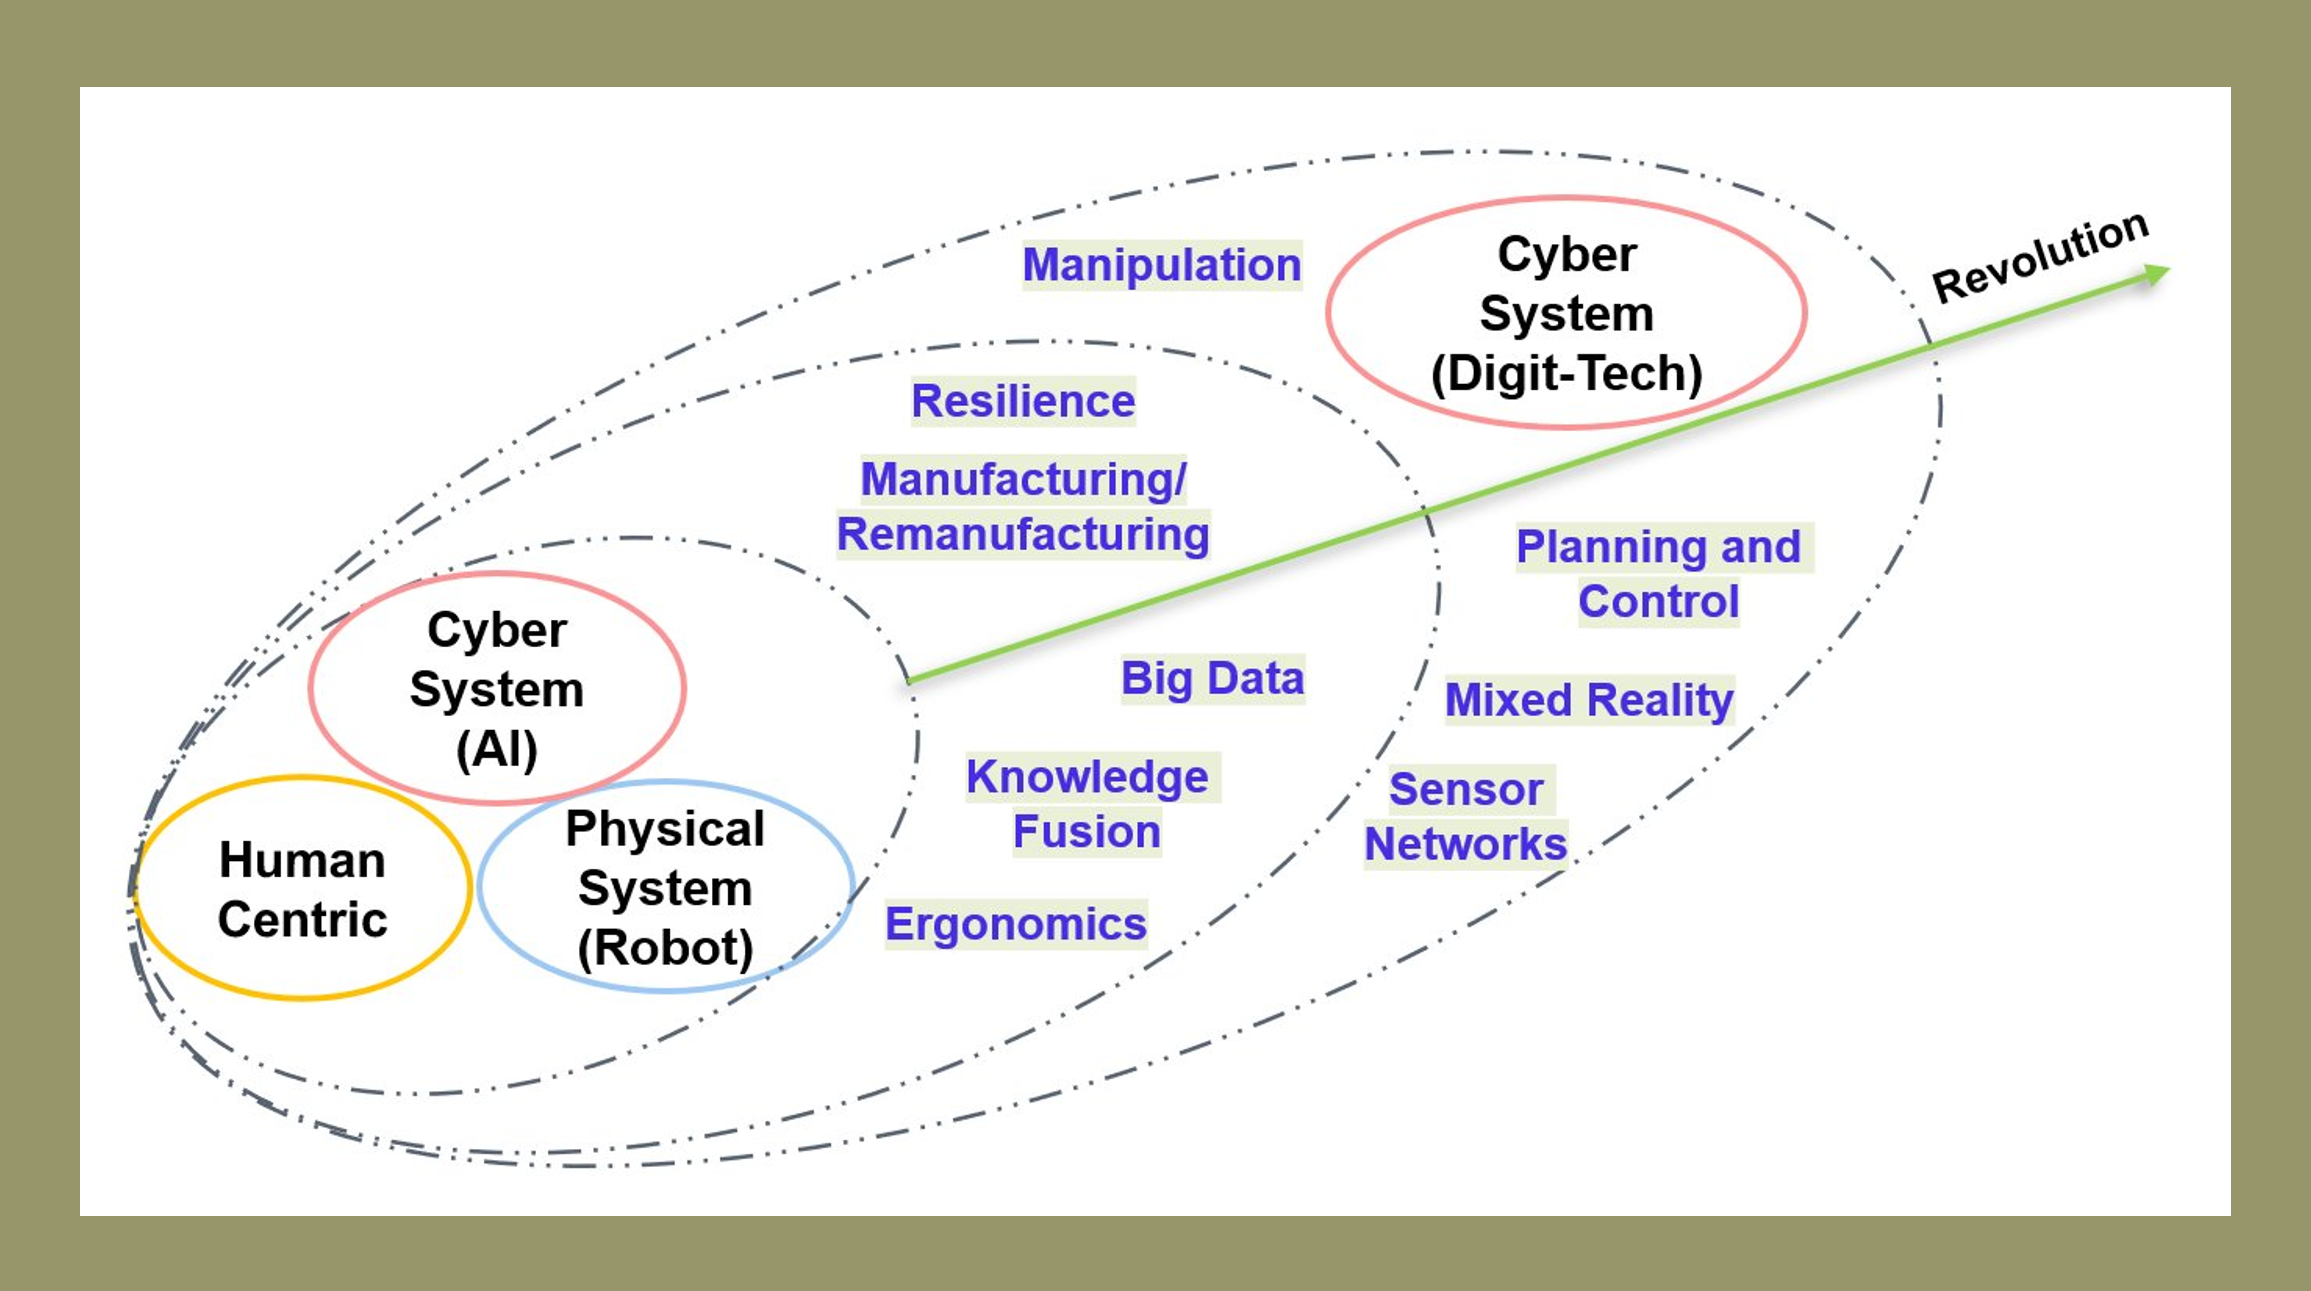 Manipulation
Cyber
System
(Digit-Tech)
Revolution
Resilience
Manufacturing/
Remanufacturing
Planning and
Control
Cyber
System
(AI)
Big Data
Mixed Reality
Knowledge
Fusion
Sensor
Networks
Human
Centric
Physical
System
(Robot)
Ergonomics